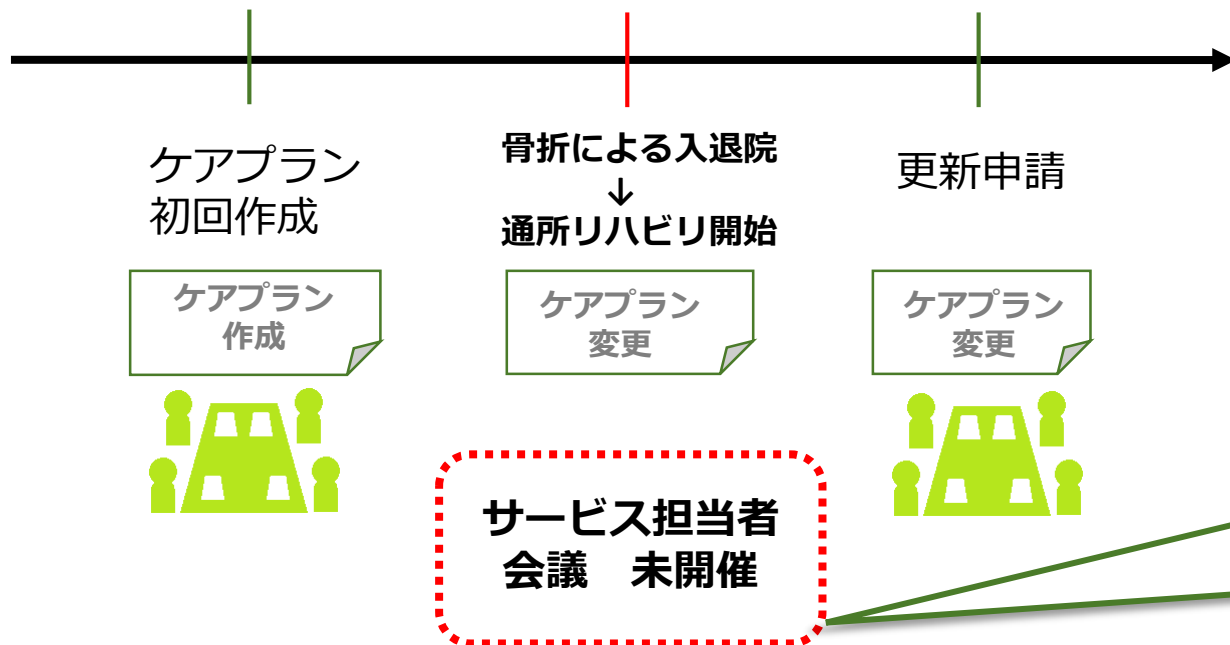 ケアプラン
初回作成
骨折による入退院
↓
通所リハビリ開始
更新申請
ケアプラン
作成
ケアプラン
変更
ケアプラン
変更
サービス担当者
会議　未開催